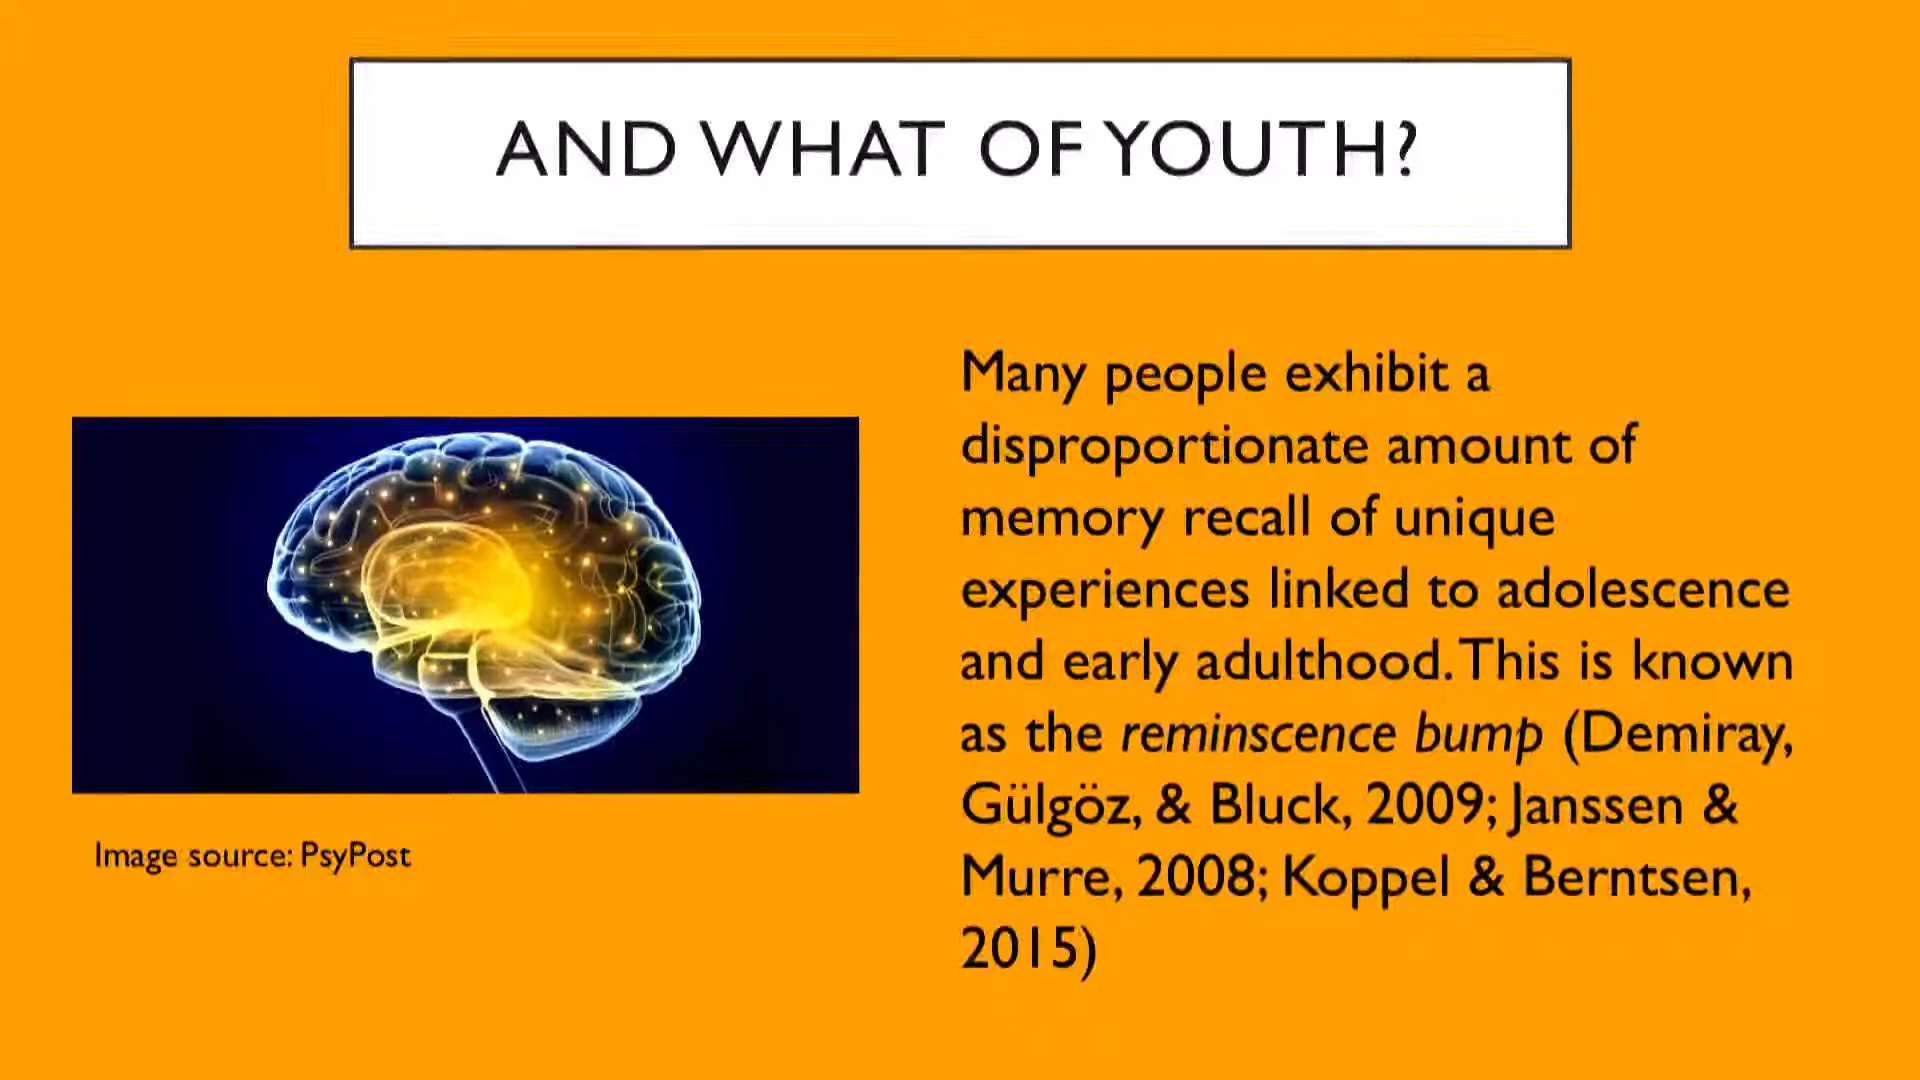 AND WHAT OF YOUTH?
Many people exhibit a
disproportionate amount of
memory recall of unique
experiences linked to adolescence
and early adulthood. This is known
as the reminscence bump (Demiray,
Gülgöz, & Bluck, 2009; Janssen &
Murre, 2008; Koppel & Berntsen,
2015)
Image source: PsyPost